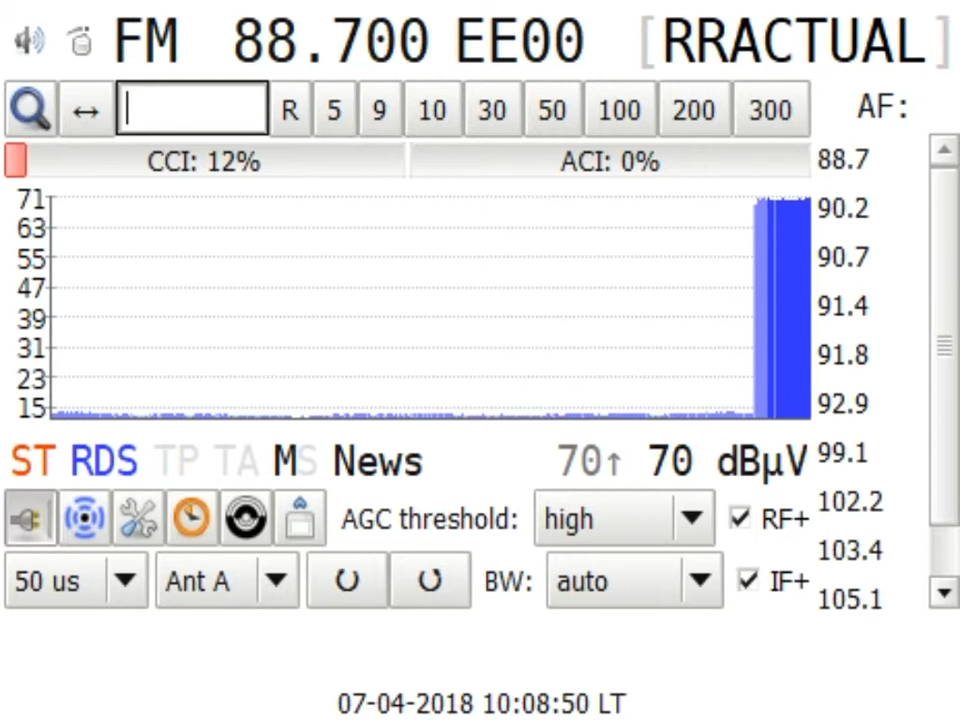 FM 88.700 EE00 [RRACTUAL]
↔ R 5 9 10 30 50 100 200 300 AF:
CCI: 12% ACI: 0%
88.7
71
90.2
63
55
90.7
47
91.4
39
31
91.8
23
92.9
15
ST RDS TP TA MS News 70↑ 70 dBµV
99.1
AGC threshold: high RF+
102.2
103.4
50 us Ant A BW: auto IF+
105.1
07-04-2018 10:08:50 LT